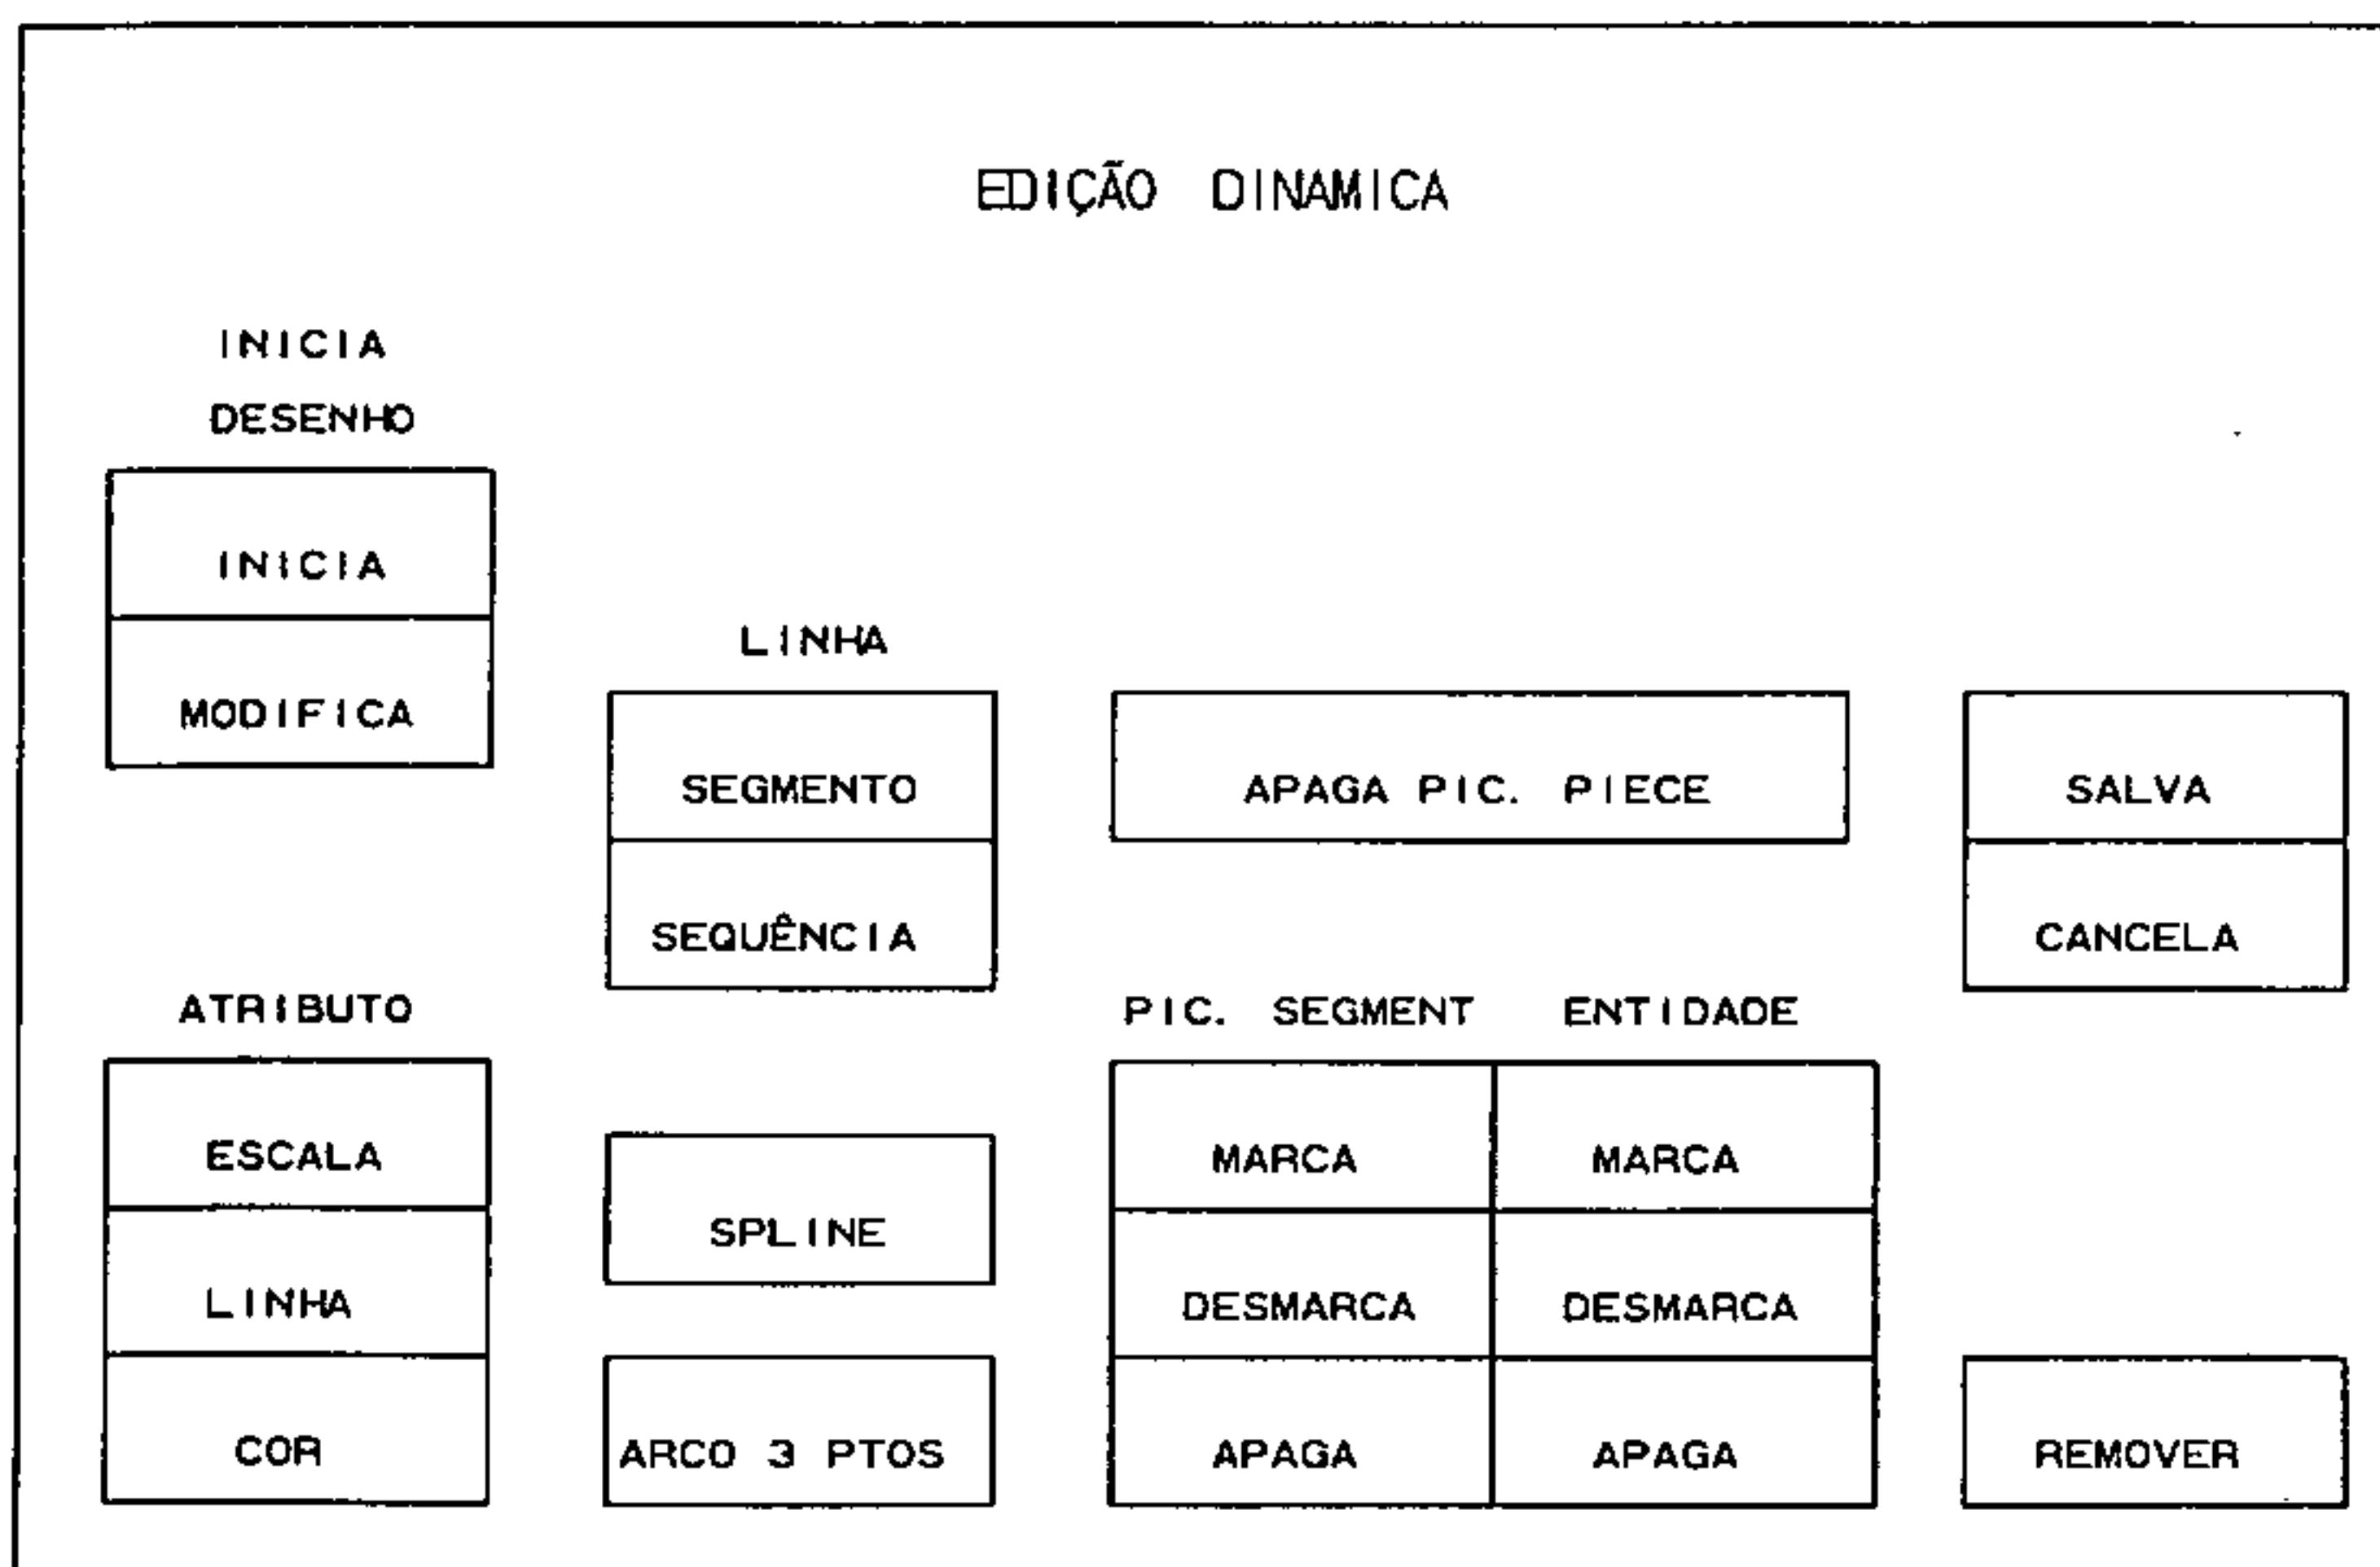 EDIÇÃO DINAMICA
INICIA
DESENHO
INICIA
MODIFICA
LINHA
SEGMENTO
SEQUÊNCIA
APAGA PIC. PIECE
SALVA
CANCELA
ATRIBUTO
ESCALA
LINHA
COR
SPLINE
ARCO 3 PTOS
PIC. SEGMENT ENTIDADE
MARCA MARCA
DESMARCA DESMARCA
APAGA APAGA
REMOVER